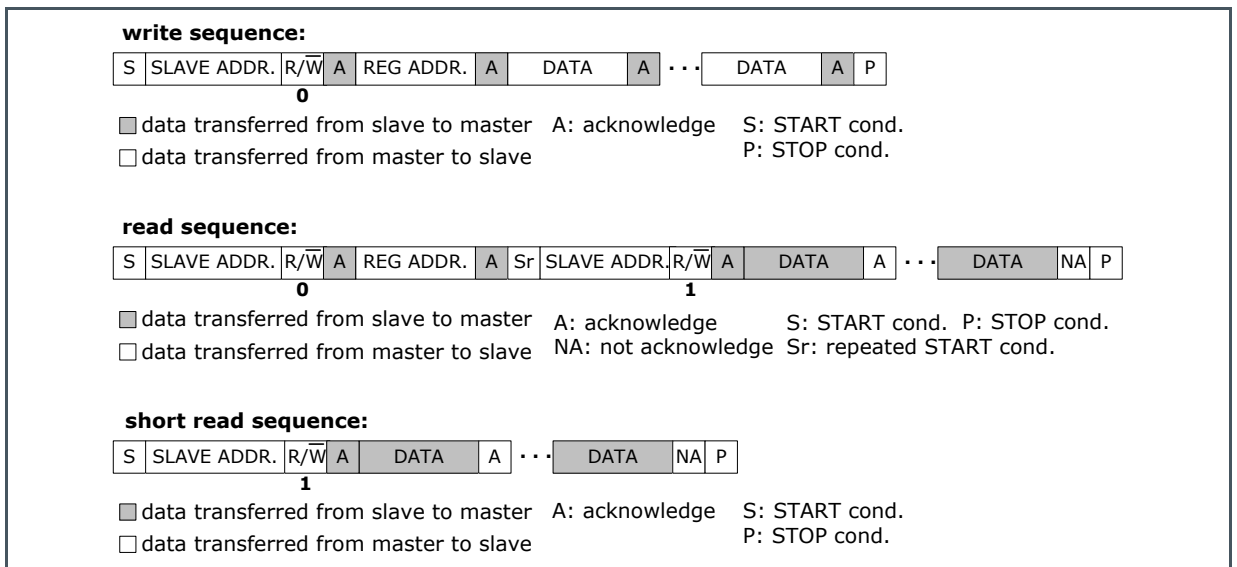 write sequence:
S SLAVE ADDR. R/W̅ A REG ADDR. A DATA A ··· DATA A P
0
data transferred from slave to master A: acknowledge S: START cond.
data transferred from master to slave P: STOP cond.
read sequence:
S SLAVE ADDR. R/W̅ A REG ADDR. A Sr SLAVE ADDR. R/W̅ A DATA A ··· DATA NA P
0 1
data transferred from slave to master A: acknowledge S: START cond. P: STOP cond.
data transferred from master to slave NA: not acknowledge Sr: repeated START cond.
short read sequence:
S SLAVE ADDR. R/W̅ A DATA A ··· DATA NA P
1
data transferred from slave to master A: acknowledge S: START cond.
data transferred from master to slave P: STOP cond.